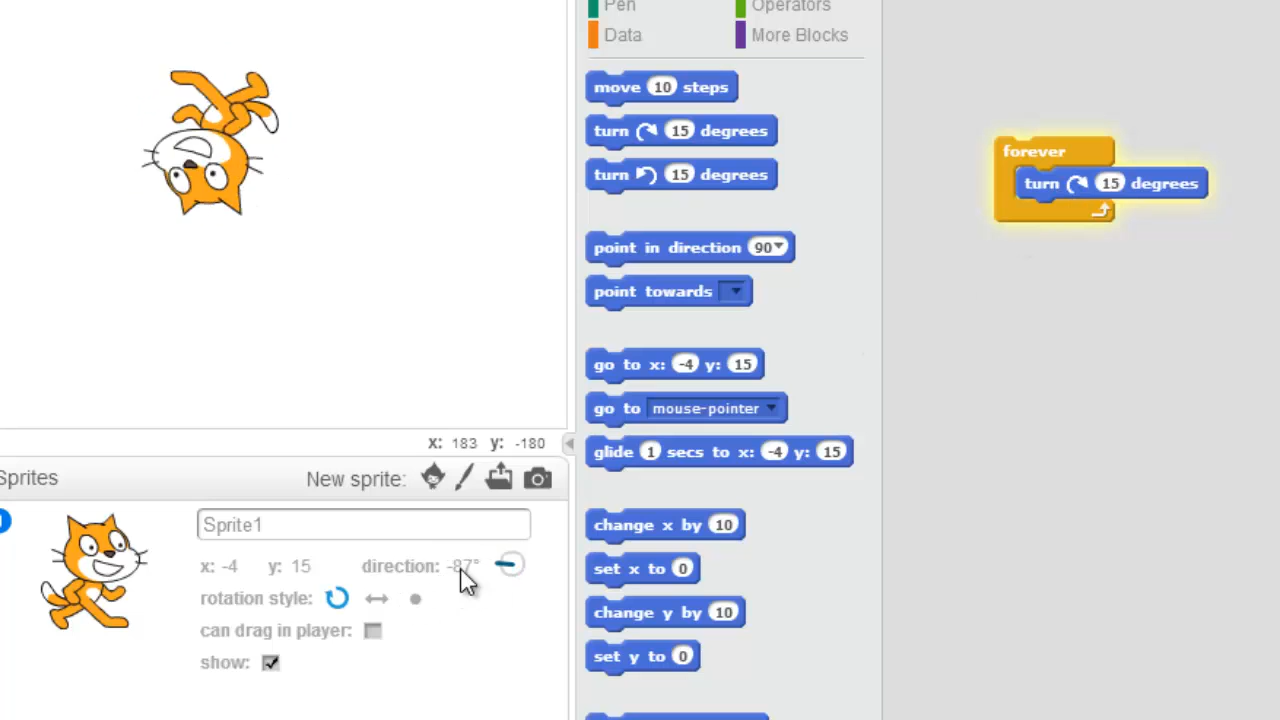 Pen
Operators
Data
More Blocks
move 10 steps
turn 15 degrees
turn 15 degrees
point in direction 90
point towards
go to x: -4 y: 15
go to mouse-pointer
glide 1 secs to x: -4 y: 15
change x by 10
set x to 0
change y by 10
set y to 0
forever
turn 15 degrees
x: 183 y: -180
Sprites
New sprite:
Sprite1
x: -4 y: 15 direction: -87°
rotation style:
can drag in player:
show: